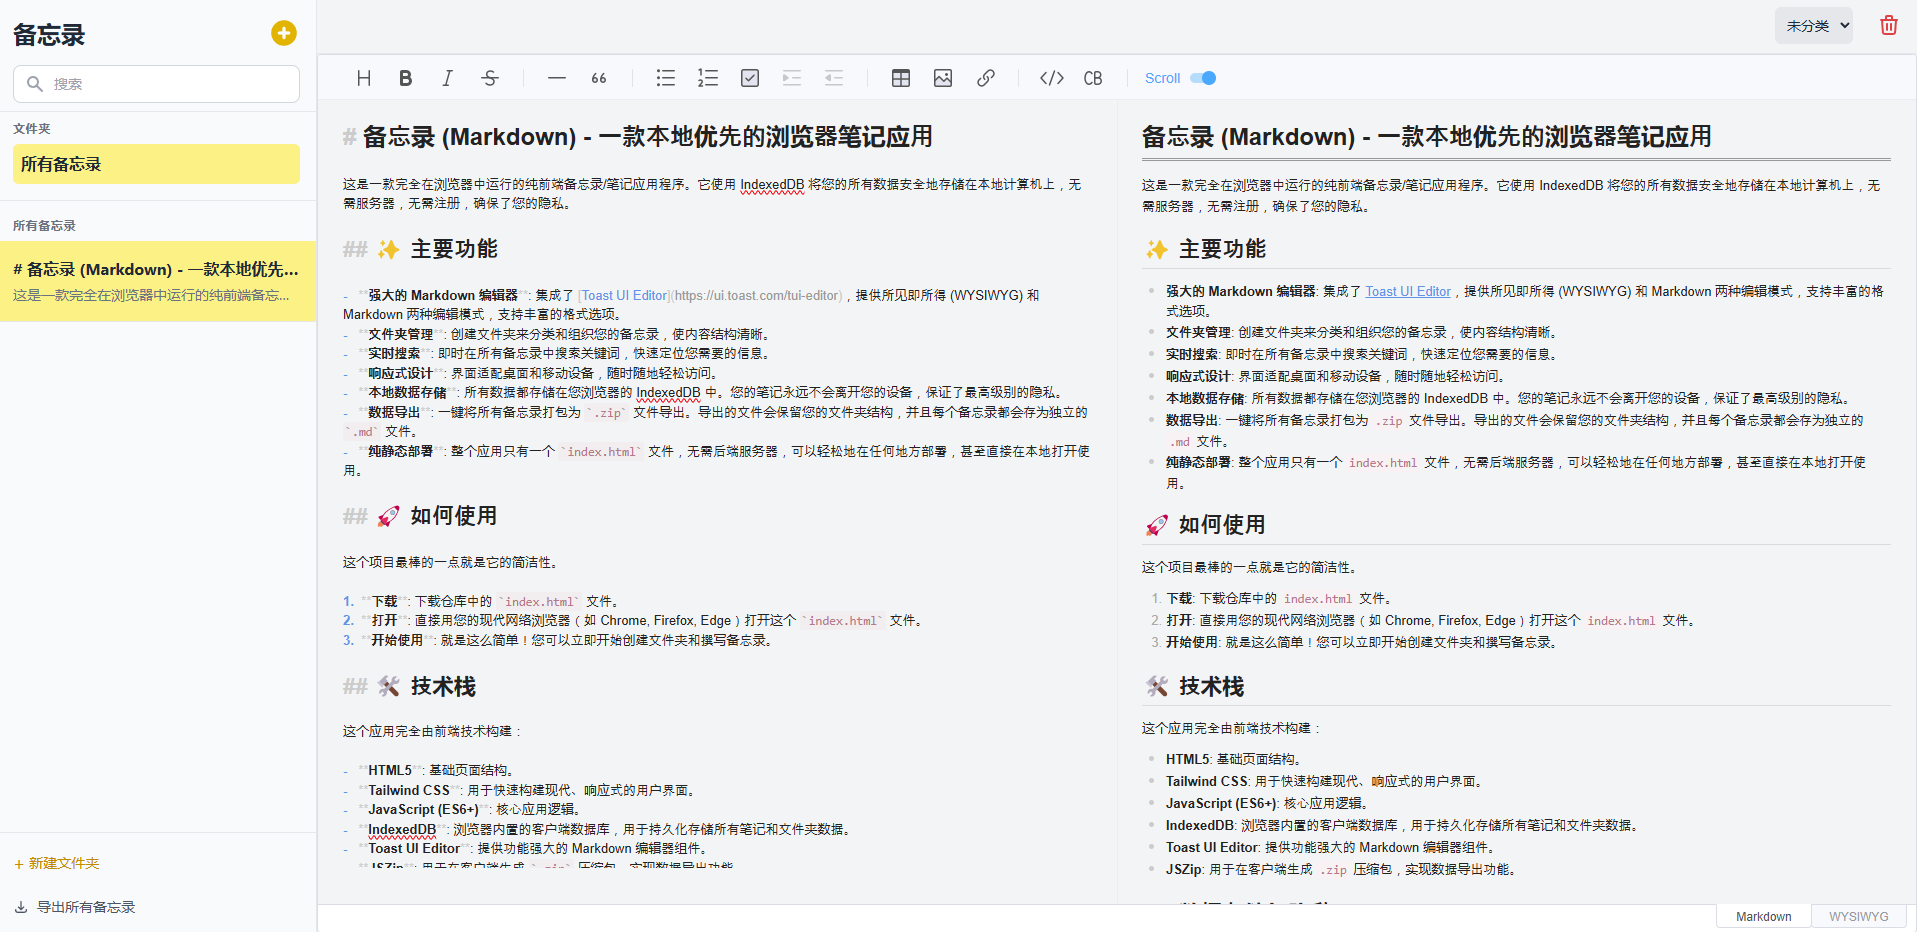 备忘录
搜索
文件夹
所有备忘录
所有备忘录
# 备忘录 (Markdown) - 一款本地优先...
这是一款完全在浏览器中运行的纯前端备忘...
+ 新建文件夹
导出所有备忘录
未分类
H B I S 66 CB Scroll
# 备忘录 (Markdown) - 一款本地优先的浏览器笔记应用
这是一款完全在浏览器中运行的纯前端备忘录/笔记应用程序。它使用 IndexedDB 将您的所有数据安全地存储在本地计算机上，无
需服务器，无需注册，确保了您的隐私。
## ✨ 主要功能
- **强大的 Markdown 编辑器**: 集成了 [Toast UI Editor](https://ui.toast.com/tui-editor)，提供所见即所得 (WYSIWYG) 和
Markdown 两种编辑模式，支持丰富的格式选项。
- **文件夹管理**: 创建文件夹来分类和组织您的备忘录，使内容结构清晰。
- **实时搜索**: 即时在所有备忘录中搜索关键词，快速定位您需要的信息。
- **响应式设计**: 界面适配桌面和移动设备，随时随地轻松访问。
- **本地数据存储**: 所有数据都存储在您浏览器的 IndexedDB 中。您的笔记永远不会离开您的设备，保证了最高级别的隐私。
- **数据导出**: 一键将所有备忘录打包为 `.zip` 文件导出。导出的文件会保留您的文件夹结构，并且每个备忘录都会存为独立的
`.md` 文件。
- **纯静态部署**: 整个应用只有一个 `index.html` 文件，无需后端服务器，可以轻松地在任何地方部署，甚至直接在本地打开使
用。
## 🚀 如何使用
这个项目最棒的一点就是它的简洁性。
1. **下载**: 下载仓库中的 `index.html` 文件。
2. **打开**: 直接用您的现代网络浏览器（如 Chrome, Firefox, Edge）打开这个 `index.html` 文件。
3. **开始使用**: 就是这么简单！您可以立即开始创建文件夹和撰写备忘录。
## 🛠️ 技术栈
这个应用完全由前端技术构建：
- **HTML5**: 基础页面结构。
- **Tailwind CSS**: 用于快速构建现代、响应式的用户界面。
- **JavaScript (ES6+)**: 核心应用逻辑。
- **IndexedDB**: 浏览器内置的客户端数据库，用于持久化存储所有笔记和文件夹数据。
- **Toast UI Editor**: 提供功能强大的 Markdown 编辑器组件。
**JSZip**: 用于在客户端生成 `.zip` 压缩包，实现数据导出功能
备忘录 (Markdown) - 一款本地优先的浏览器笔记应用
这是一款完全在浏览器中运行的纯前端备忘录/笔记应用程序。它使用 IndexedDB 将您的所有数据安全地存储在本地计算机上，无
需服务器，无需注册，确保了您的隐私。
✨ 主要功能
强大的 Markdown 编辑器: 集成了 Toast UI Editor，提供所见即所得 (WYSIWYG) 和 Markdown 两种编辑模式，支持丰富的格
式选项。
文件夹管理: 创建文件夹来分类和组织您的备忘录，使内容结构清晰。
实时搜索: 即时在所有备忘录中搜索关键词，快速定位您需要的信息。
响应式设计: 界面适配桌面和移动设备，随时随地轻松访问。
本地数据存储: 所有数据都存储在您浏览器的 IndexedDB 中。您的笔记永远不会离开您的设备，保证了最高级别的隐私。
数据导出: 一键将所有备忘录打包为 .zip 文件导出。导出的文件会保留您的文件夹结构，并且每个备忘录都会存为独立的
.md 文件。
纯静态部署: 整个应用只有一个 index.html 文件，无需后端服务器，可以轻松地在任何地方部署，甚至直接在本地打开使
用。
🚀 如何使用
这个项目最棒的一点就是它的简洁性。
1. 下载: 下载仓库中的 index.html 文件。
2. 打开: 直接用您的现代网络浏览器（如 Chrome, Firefox, Edge）打开这个 index.html 文件。
3. 开始使用: 就是这么简单！您可以立即开始创建文件夹和撰写备忘录。
🛠️ 技术栈
这个应用完全由前端技术构建：
HTML5: 基础页面结构。
Tailwind CSS: 用于快速构建现代、响应式的用户界面。
JavaScript (ES6+): 核心应用逻辑。
IndexedDB: 浏览器内置的客户端数据库，用于持久化存储所有笔记和文件夹数据。
Toast UI Editor: 提供功能强大的 Markdown 编辑器组件。
JSZip: 用于在客户端生成 .zip 压缩包，实现数据导出功能。
Markdown WYSIWYG